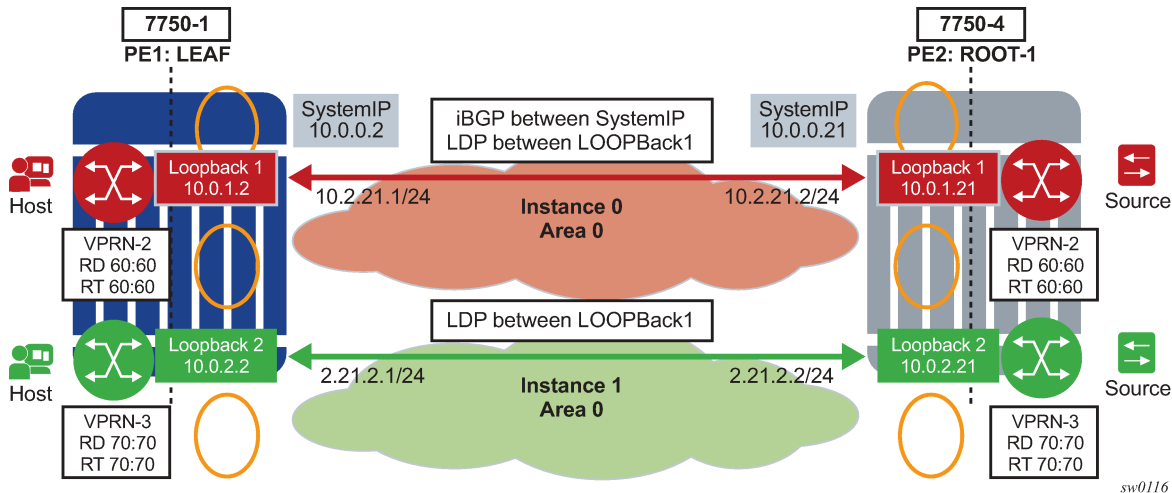 7750-1
PE1: LEAF
7750-4
PE2: ROOT-1
SystemIP
10.0.0.2
iBGP between SystemIP
LDP between LOOPBack1
SystemIP
10.0.0.21
Host
Loopback 1
10.0.1.2
10.2.21.1/24
10.2.21.2/24
Instance 0
Area 0
Loopback 1
10.0.1.21
Source
VPRN-2
RD 60:60
RT 60:60
VPRN-2
RD 60:60
RT 60:60
LDP between LOOPBack1
Host
Loopback 2
10.0.2.2
2.21.2.1/24
2.21.2.2/24
Instance 1
Area 0
Loopback 2
10.0.2.21
Source
VPRN-3
RD 70:70
RT 70:70
VPRN-3
RD 70:70
RT 70:70
sw0116